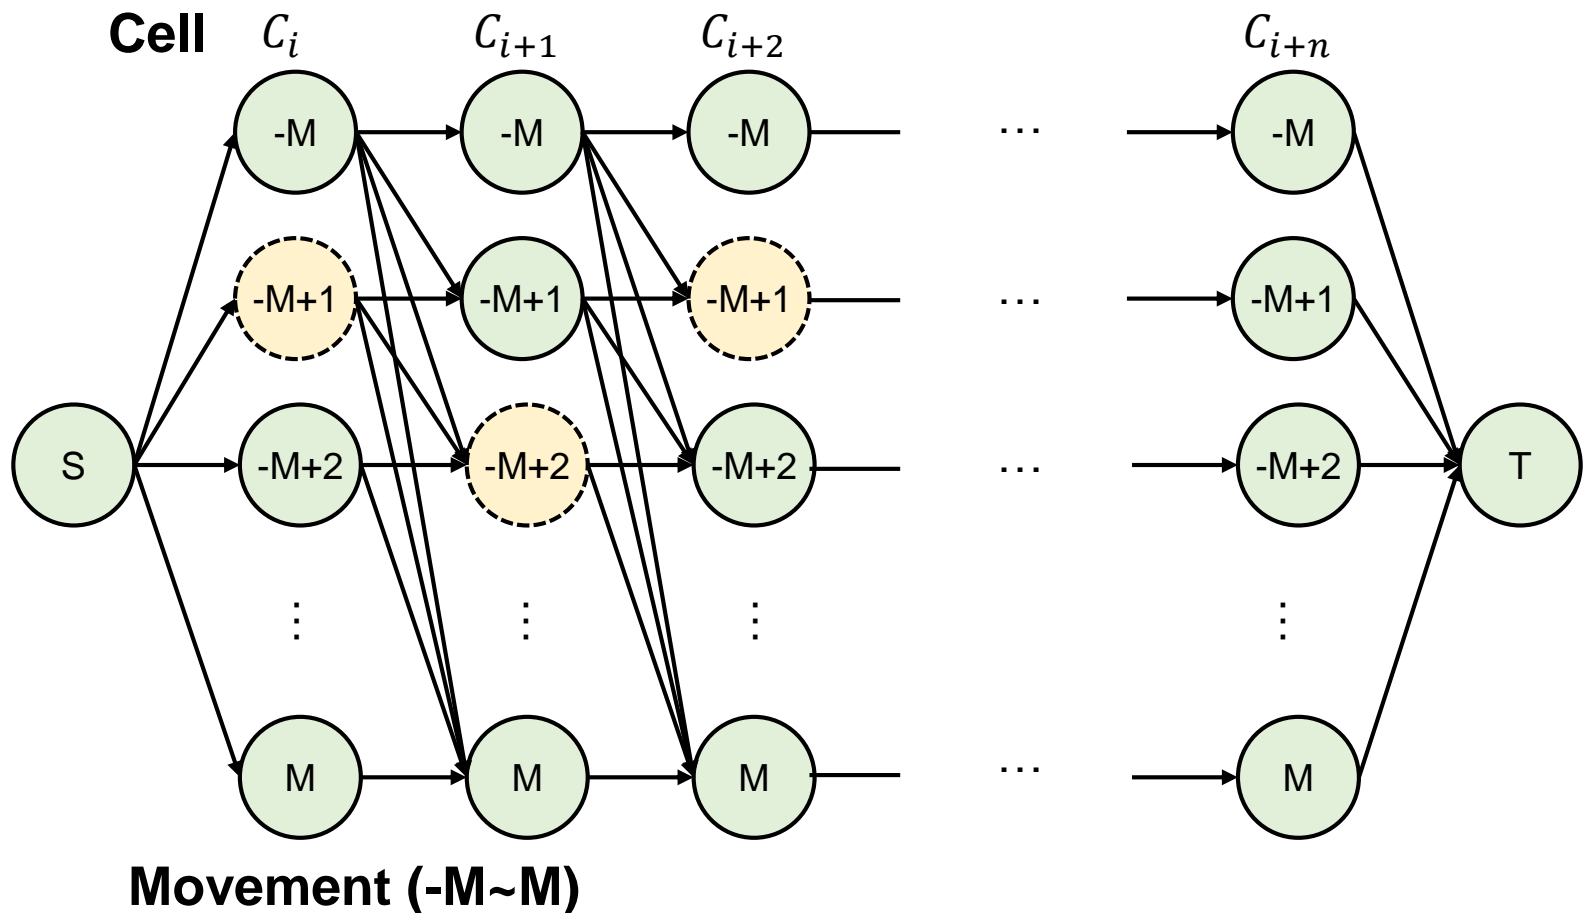 Cell C_i C_{i+1} C_{i+2} C_{i+n}
-M -M -M ... -M
-M+1 -M+1 -M+1 ... -M+1
S -M+2 -M+2 -M+2 ... -M+2 T
⋮ ⋮ ⋮ ⋮
M M M ... M
Movement (-M~M)